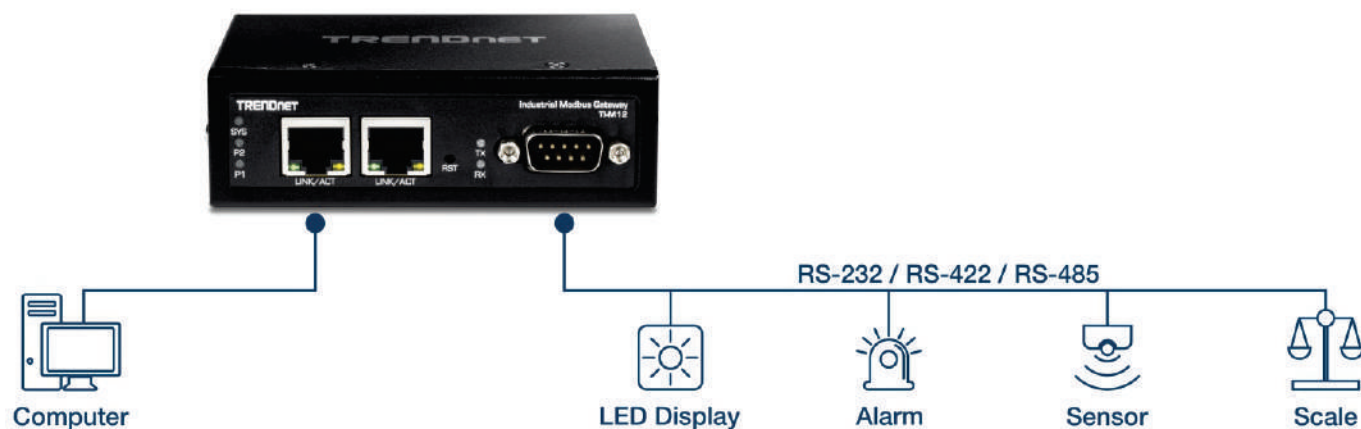 TRENDnet
TRENDnet
Industrial Modbus Gateway
TI-M12
SYS
P2
P1
LINK/ACT
LINK/ACT
RST
TX
RX
RS-232 / RS-422 / RS-485
Computer
LED Display
Alarm
Sensor
Scale